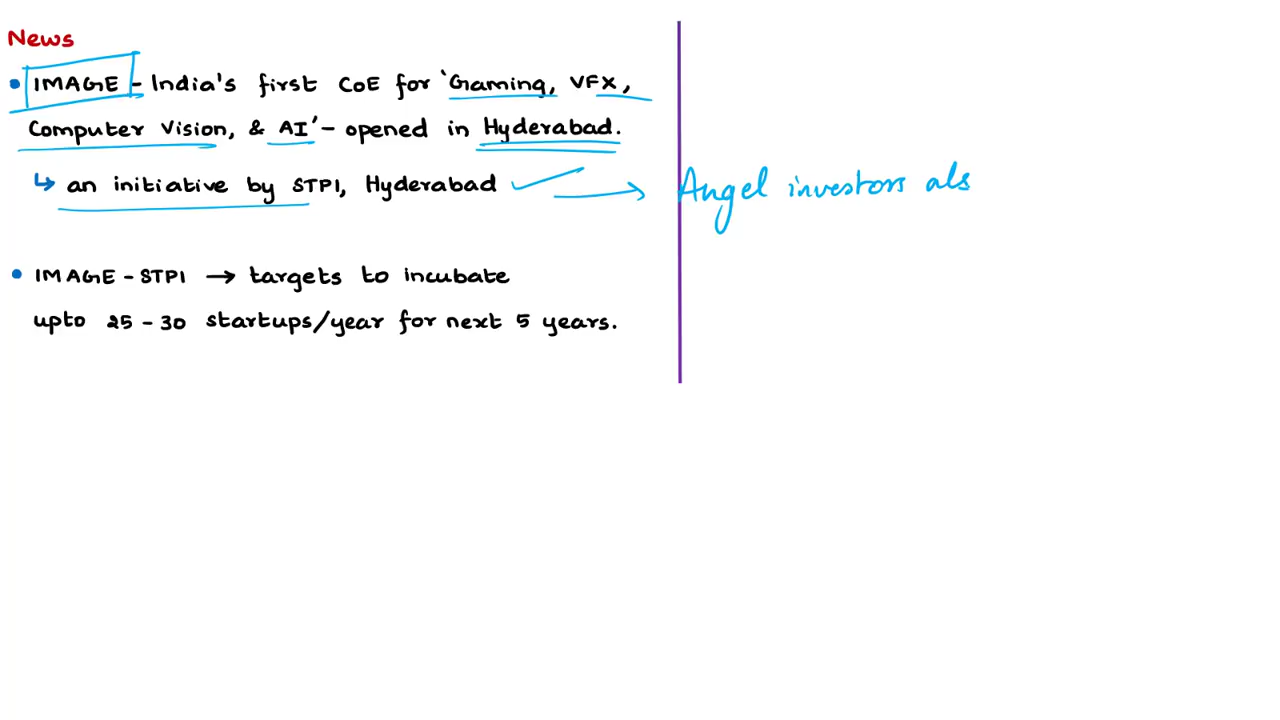 News
• IMAGE - India's first CoE for 'Gaming, VFX,
Computer Vision, & AI' - opened in Hyderabad.
↳ an initiative by STPI, Hyderabad ✓ → Angel investors als
• IMAGE - STPI → targets to incubate
upto 25 - 30 startups/year for next 5 years.